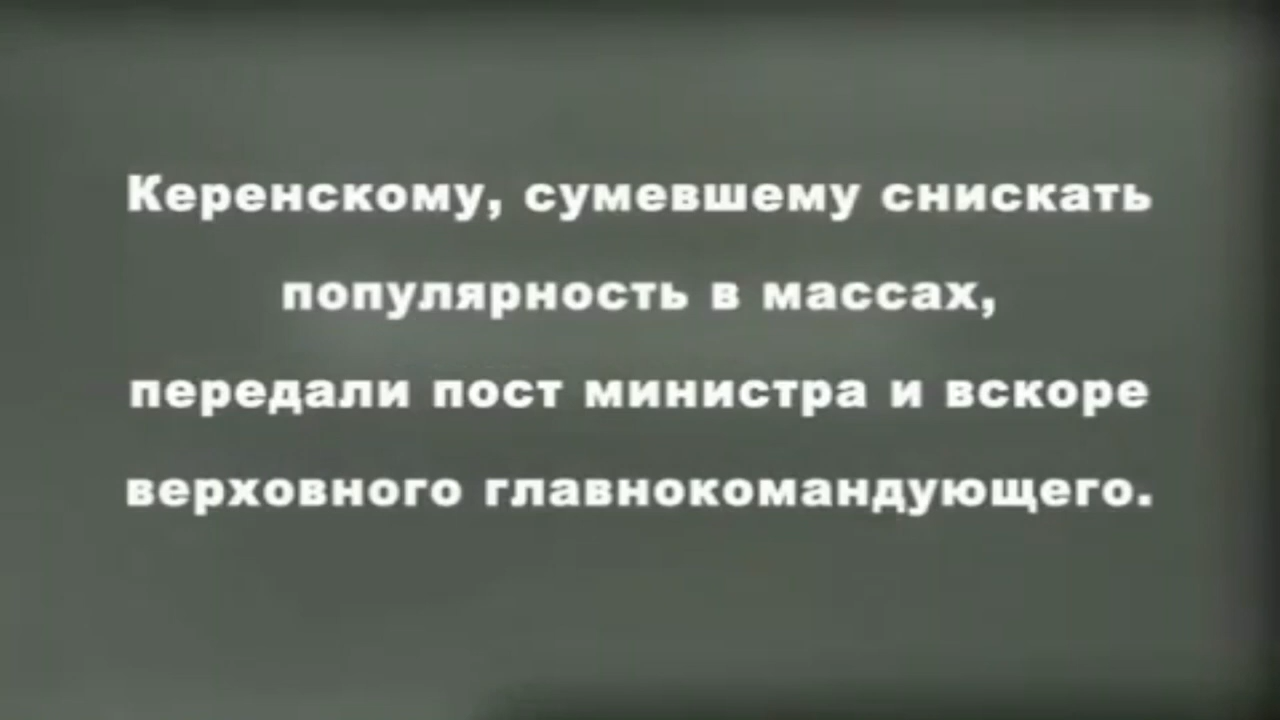 Керенскому, сумевшему снискать
популярность в массах,
передали пост министра и вскоре
верховного главнокомандующего.